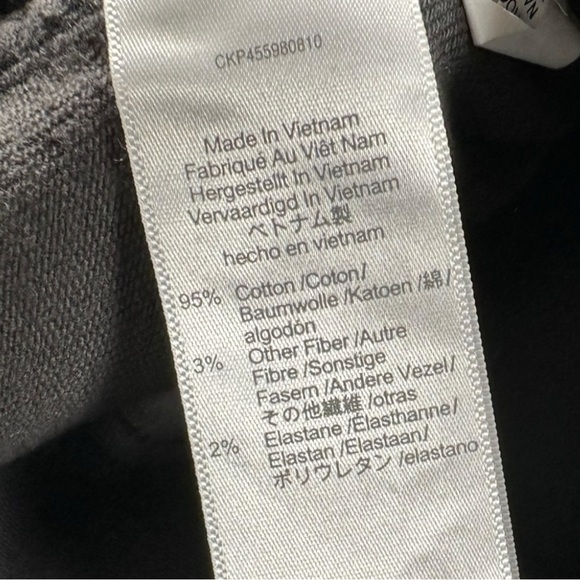 CKP455980810
Made In Vietnam
Fabriqué Au Viêt Nam
Hergestellt In Vietnam
Vervaardigd In Vietnam
ベトナム製
hecho en vietnam
95% Cotton /Coton/
Baumwolle /Katoen /綿/
algodón
3% Other Fiber /Autre
Fibre /Sonstige
Fasern /Andere Vezel/
その他繊維 /otras
2% Elastane /Elasthanne/
Elastan /Elastaan/
ポリウレタン /elastano